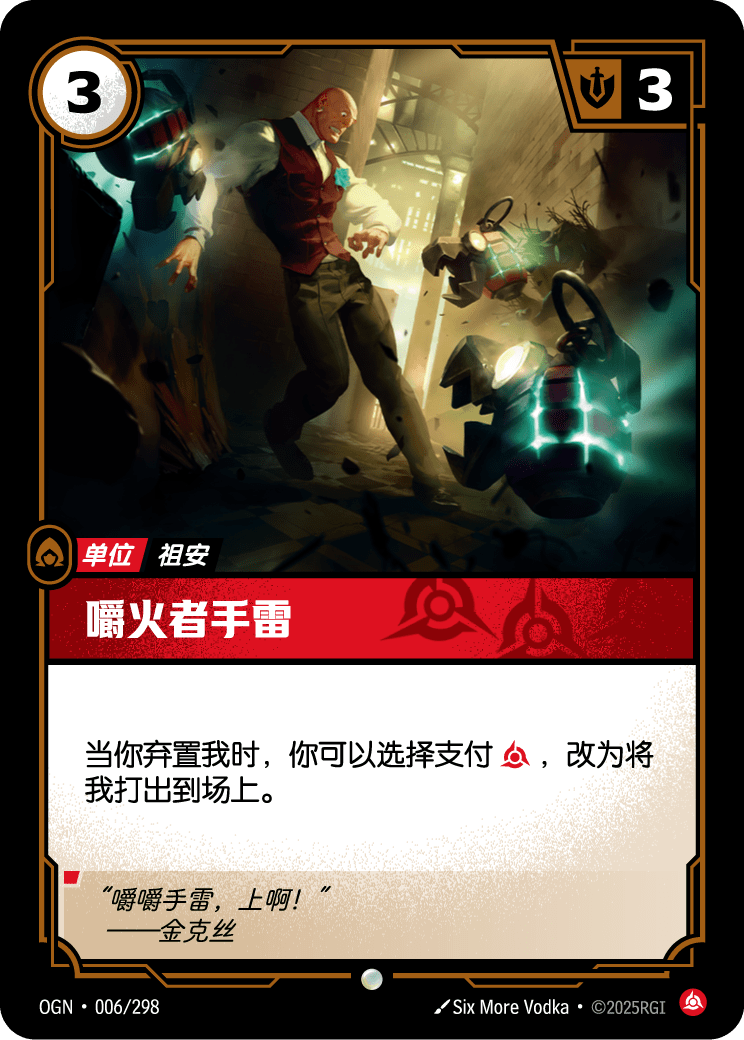 3
3
单位 祖安
嚼火者手雷
当你弃置我时，你可以选择支付 ，改为将
我打出到场上。
“嚼嚼手雷，上啊！”
——金克丝
OGN • 006/298
Six More Vodka • ©2025RGI